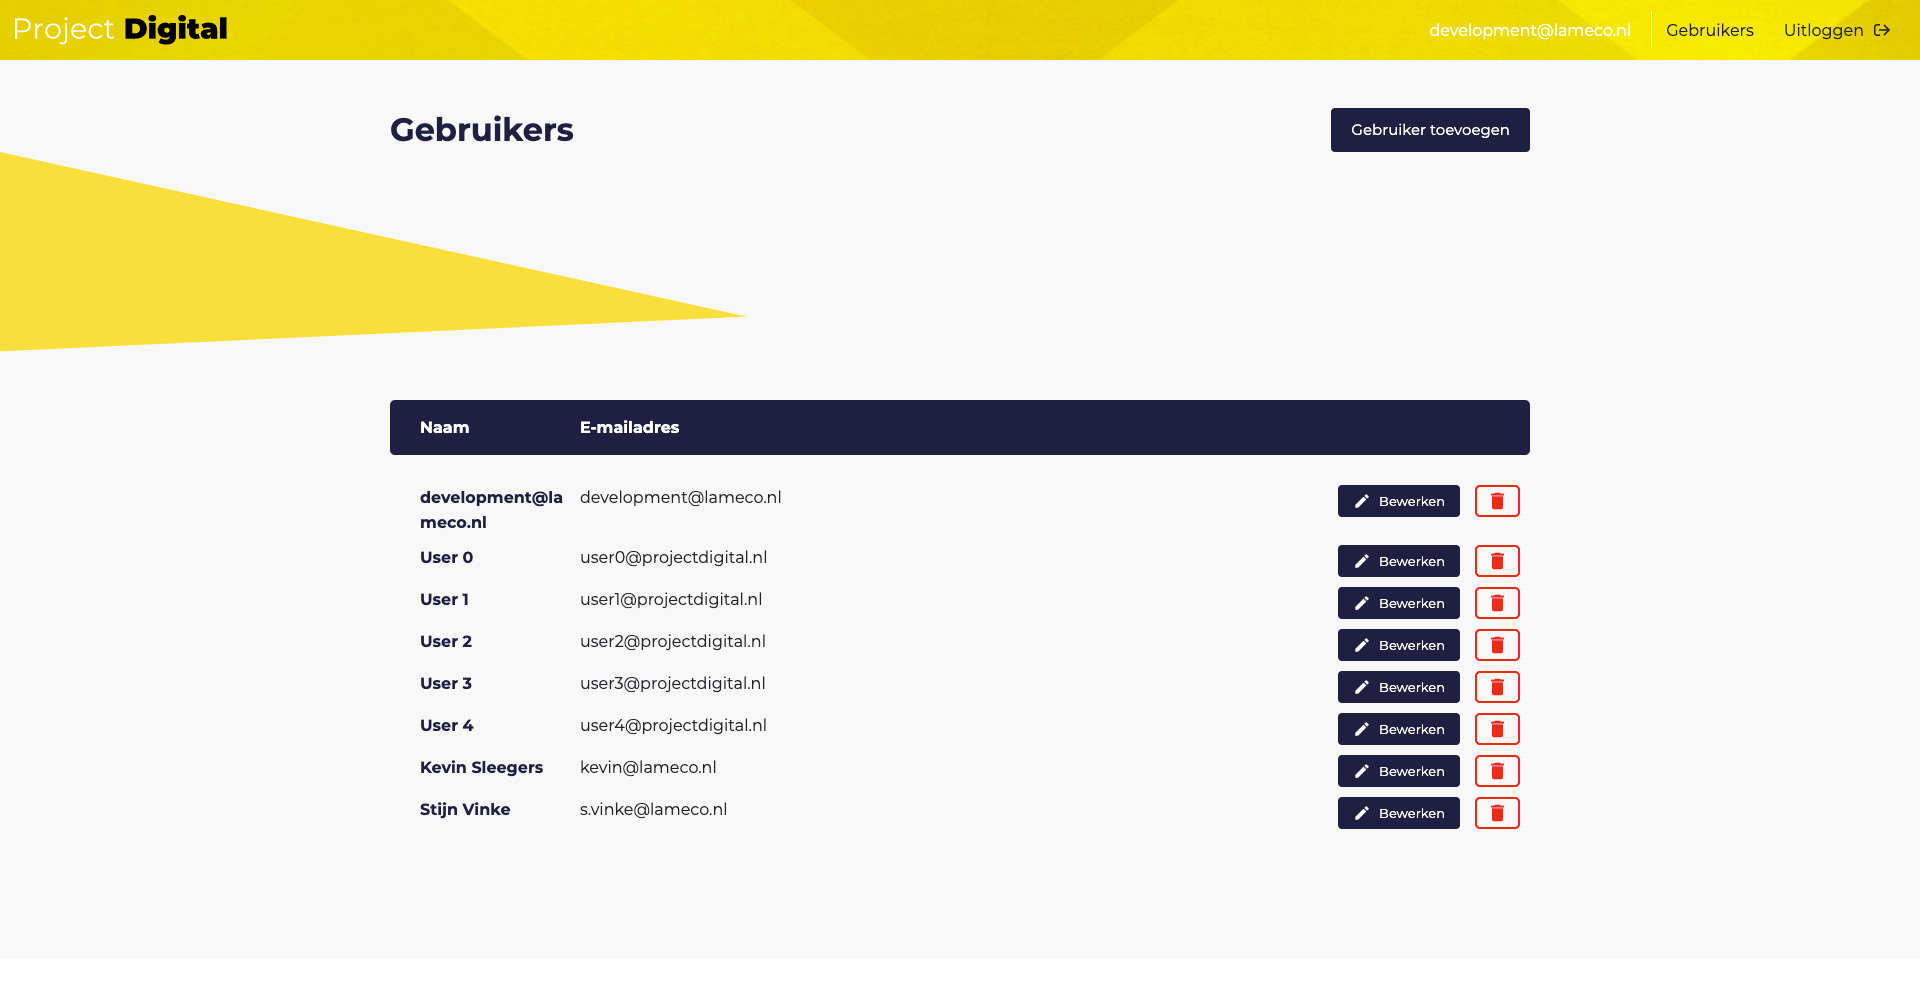 Project Digital
development@lameco.nl
Gebruikers
Uitloggen
Gebruikers
Gebruiker toevoegen
Naam E-mailadres
development@la development@lameco.nl Bewerken
meco.nl
User 0 user0@projectdigital.nl Bewerken
User 1 user1@projectdigital.nl Bewerken
User 2 user2@projectdigital.nl Bewerken
User 3 user3@projectdigital.nl Bewerken
User 4 user4@projectdigital.nl Bewerken
Kevin Sleegers kevin@lameco.nl Bewerken
Stijn Vinke s.vinke@lameco.nl Bewerken